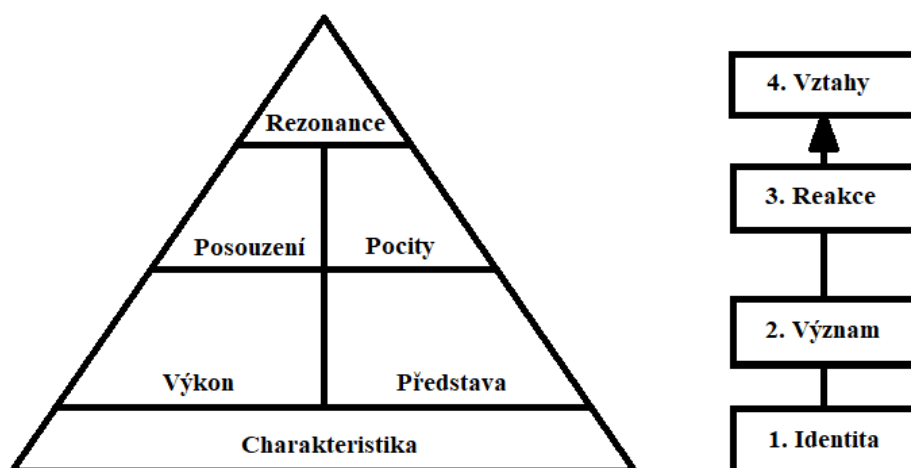 Rezonance
Posouzení
Pocity
Výkon
Představa
Charakteristika
4. Vztahy
3. Reakce
2. Význam
1. Identita